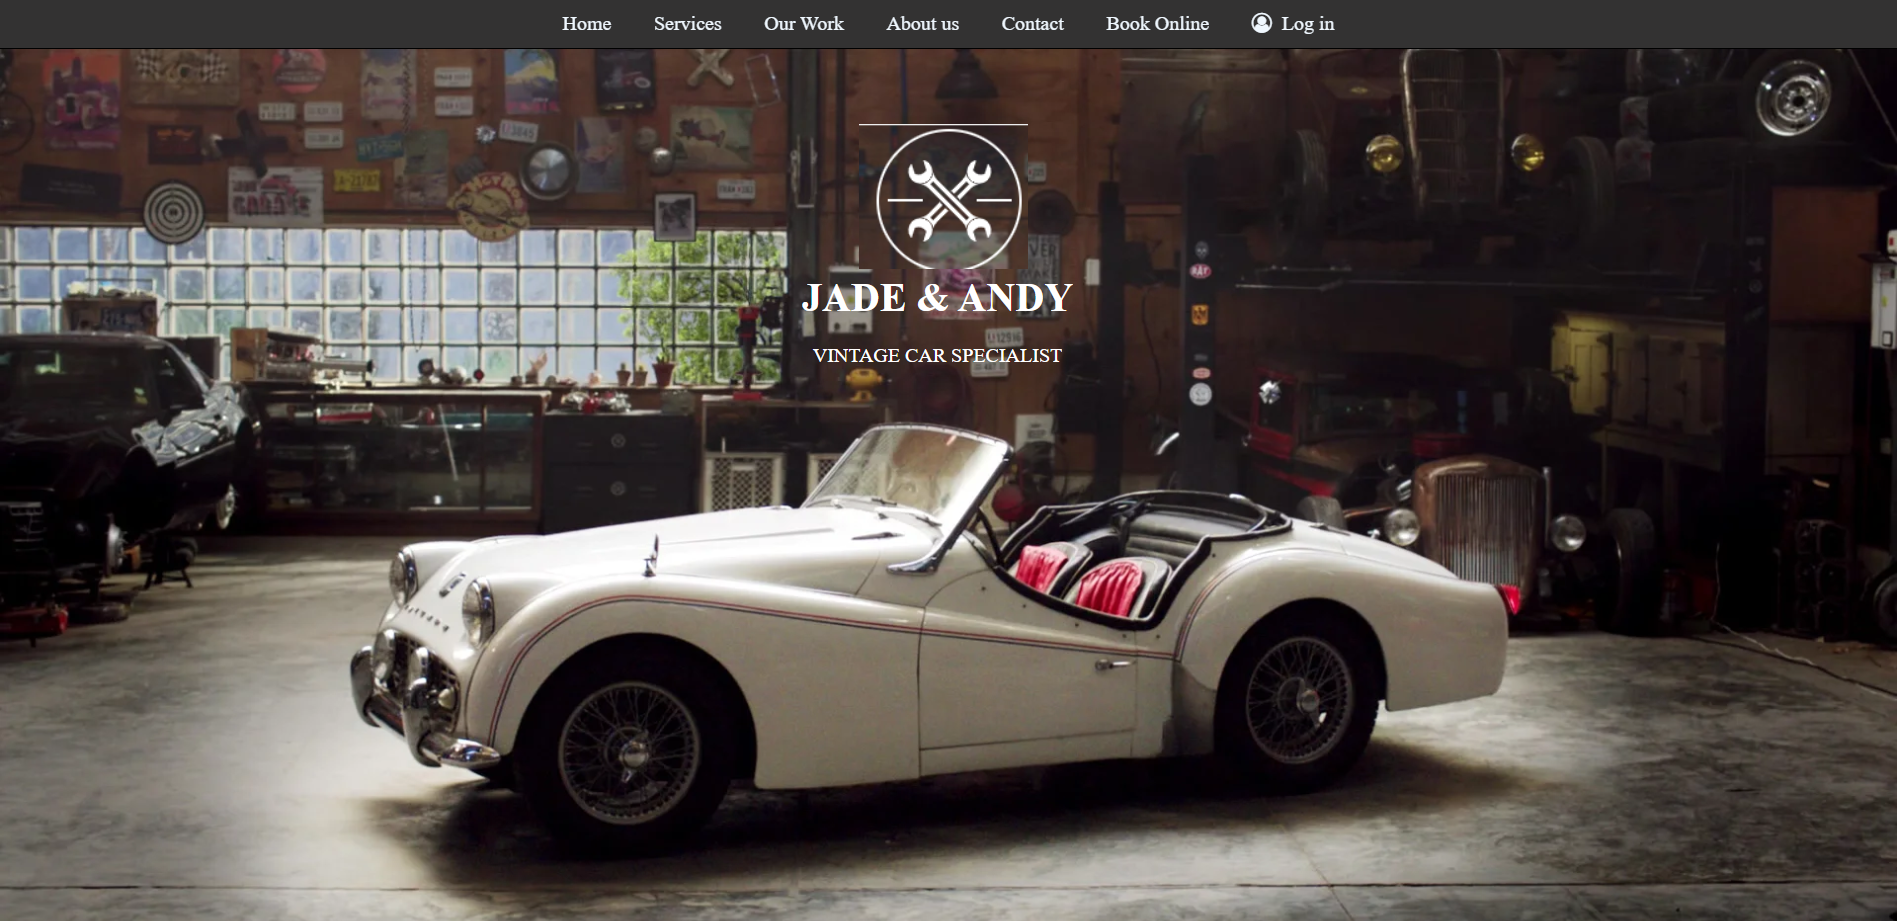 Home Services Our Work About us Contact Book Online Log in
JADE & ANDY
VINTAGE CAR SPECIALIST